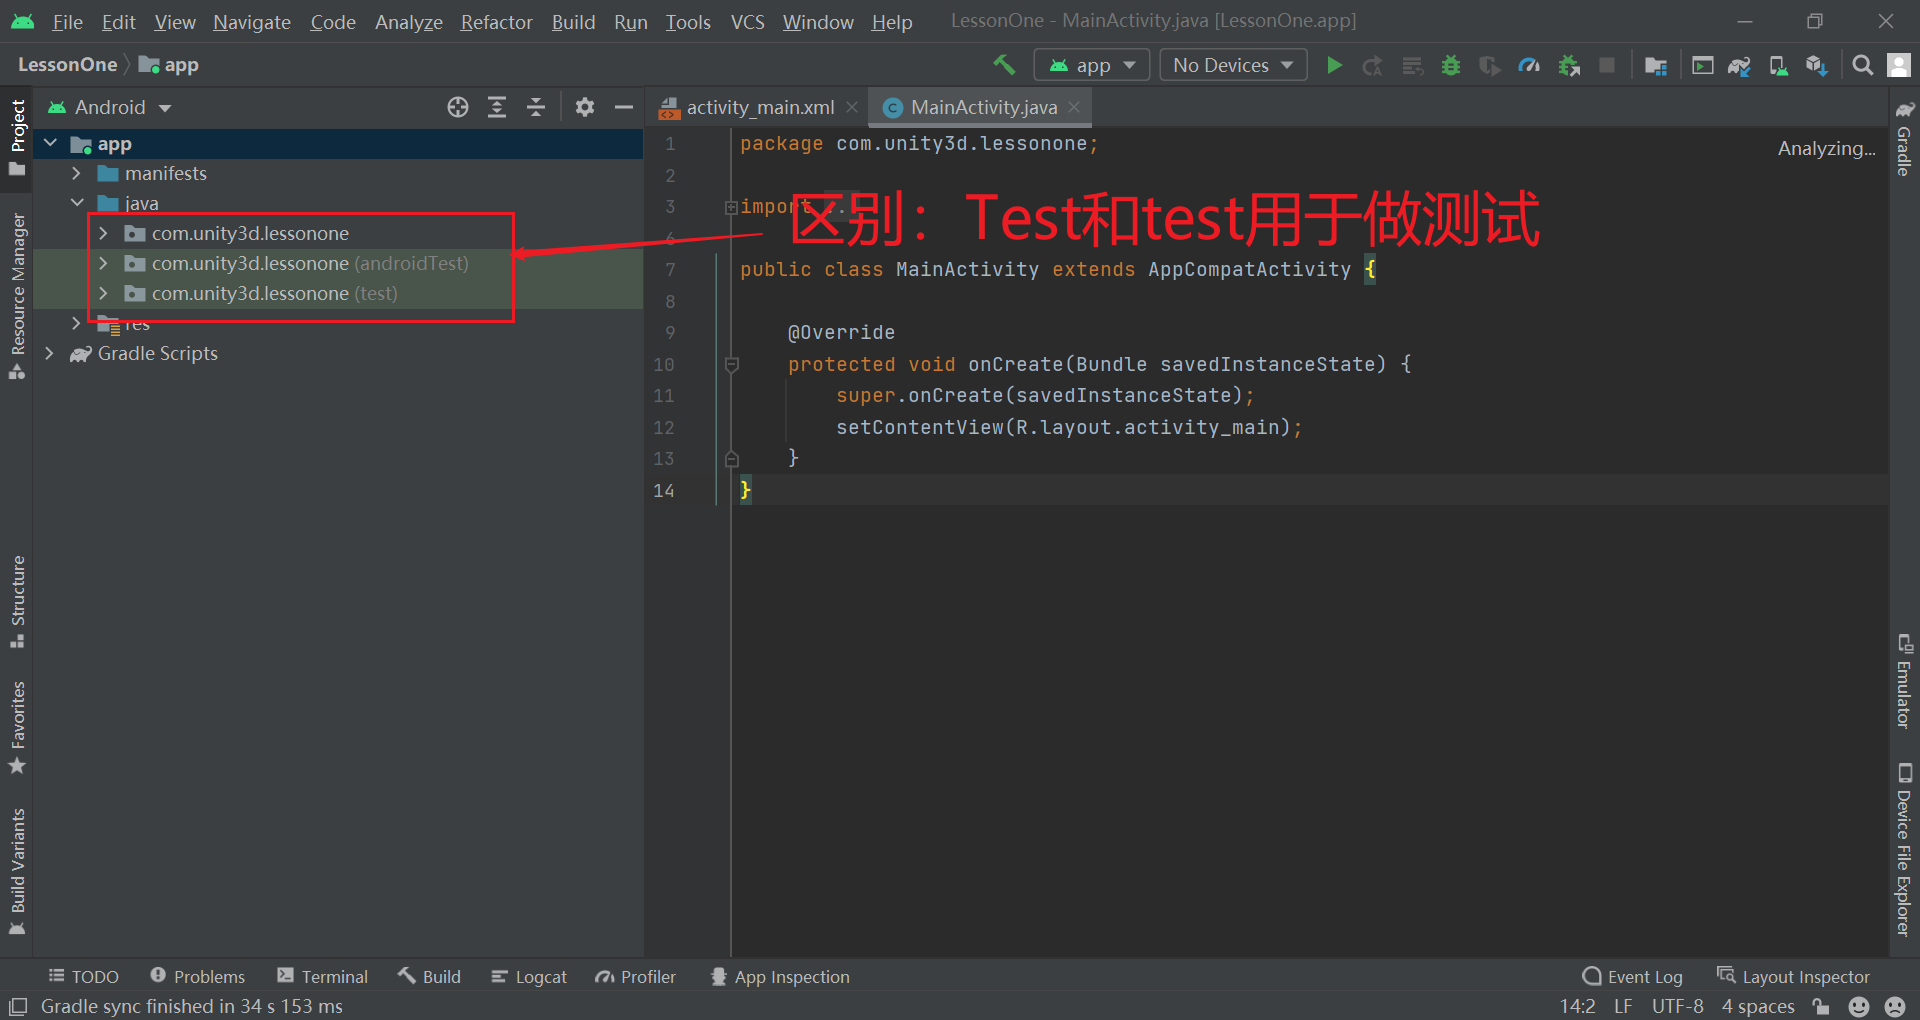 File Edit View Navigate Code Analyze Refactor Build Run Tools VCS Window Help LessonOne - MainActivity.java [LessonOne.app]
LessonOne app
app No Devices
Project
Android
activity_main.xml MainActivity.java
app
manifests
java
com.unity3d.lessonone
com.unity3d.lessonone (androidTest)
com.unity3d.lessonone (test)
res
Gradle Scripts
Resource Manager
Structure
Favorites
Build Variants
1 package com.unity3d.lessonone;
2
3 import ...
区别：Test和test用于做测试
6
7 public class MainActivity extends AppCompatActivity {
8
9 @Override
10 protected void onCreate(Bundle savedInstanceState) {
11 super.onCreate(savedInstanceState);
12 setContentView(R.layout.activity_main);
13 }
14 }
Analyzing...
Gradle
Emulator
Device File Explorer
TODO Problems Terminal Build Logcat Profiler App Inspection Event Log Layout Inspector
Gradle sync finished in 34 s 153 ms 14:2 LF UTF-8 4 spaces